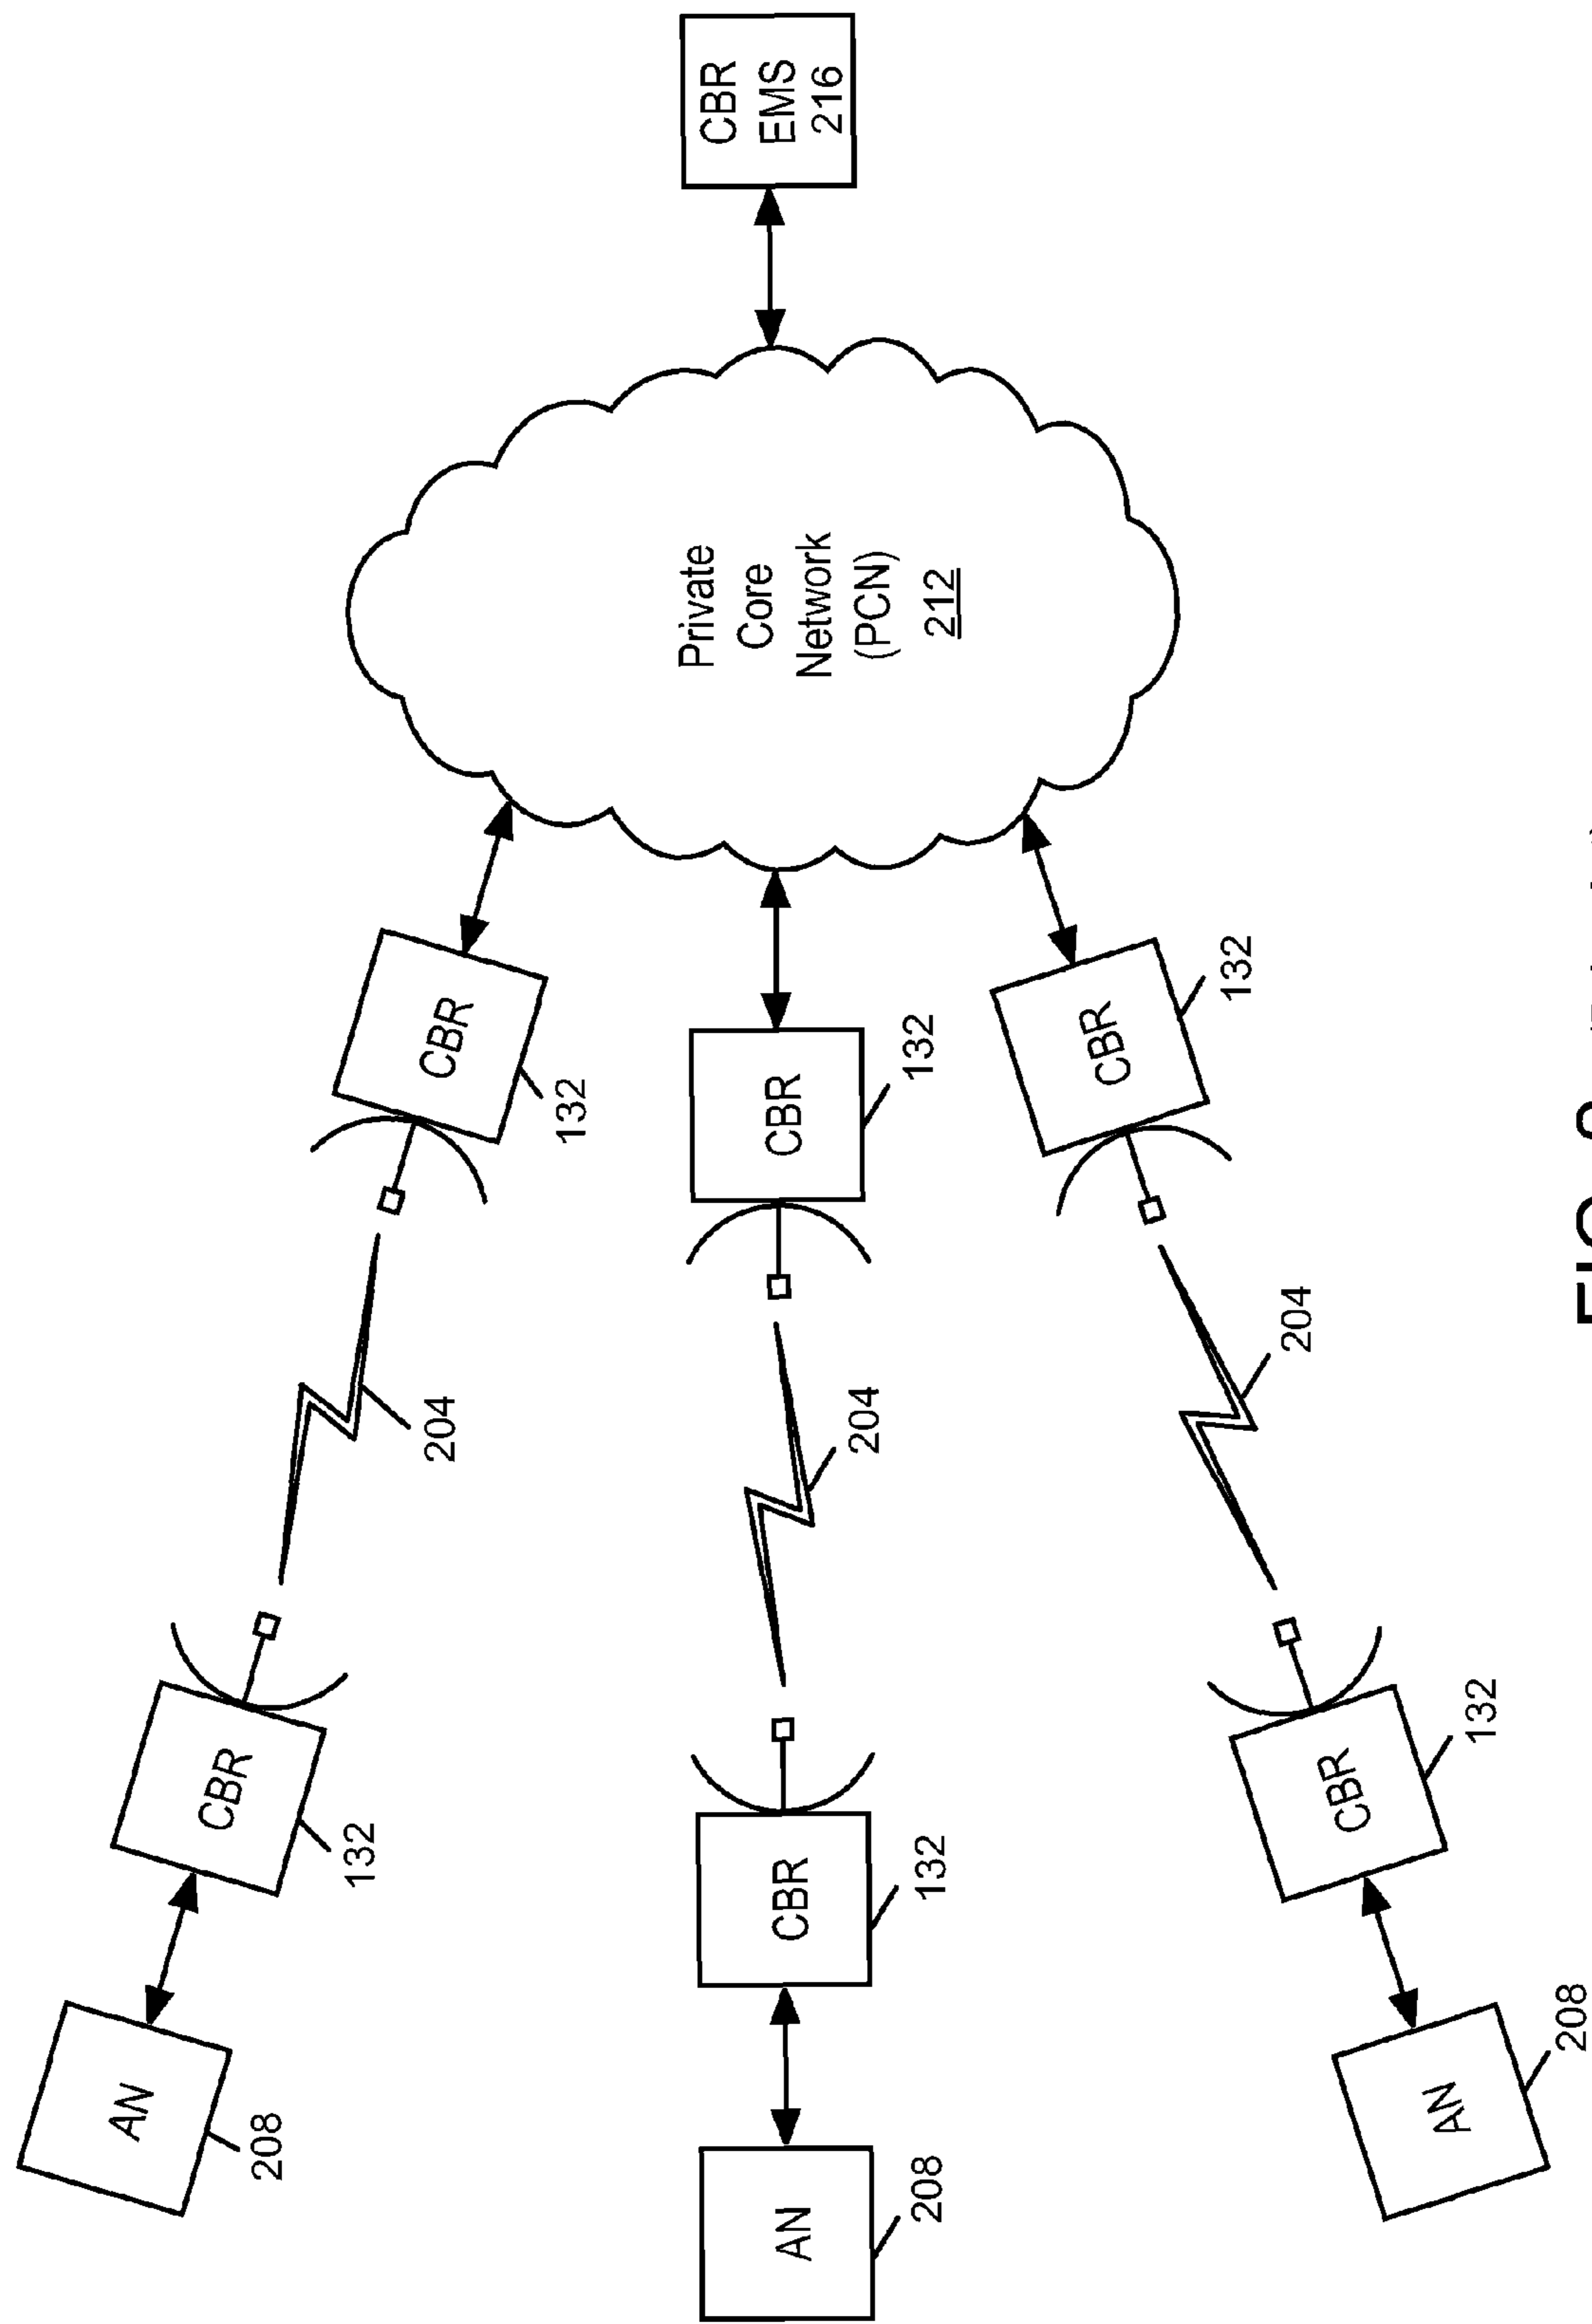 AN
208
CBR
132
204
CBR
132
AN
208
CBR
132
204
CBR
132
Private
Core
Network
(PCN)
212
CBR
EMS
216
AN
208
CBR
132
204
CBR
132